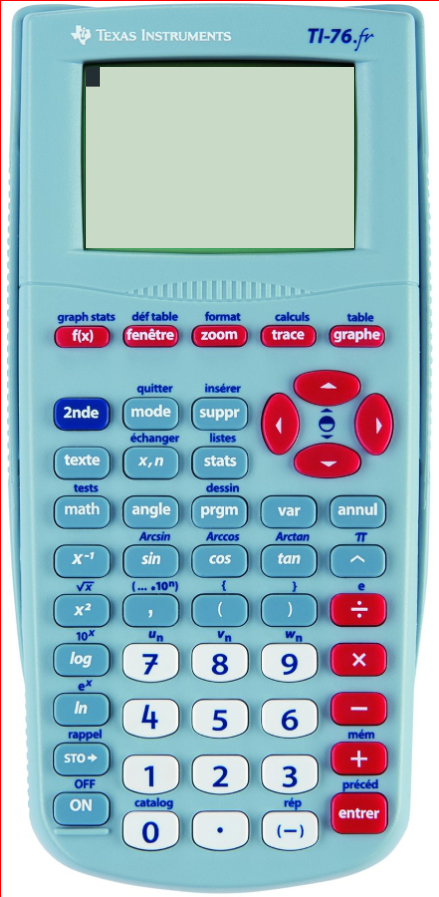 TEXAS INSTRUMENTS TI-76.fr
graph stats déf table format calculs table
f(x) fenêtre zoom trace graphe
quitter insérer
2nde mode suppr
échanger listes
texte x,n stats
tests dessin
math angle prgm var annul
Arcsin Arccos Arctan π
x⁻¹ sin cos tan ^
√x (... •10ⁿ) { } e
x² , ( ) ÷
10ˣ uₙ vₙ wₙ
log 7 8 9 ×
eˣ
ln 4 5 6 −
rappel mém
STO➔ 1 2 3 +
OFF catalog rép précéd
ON 0 . (−) entrer